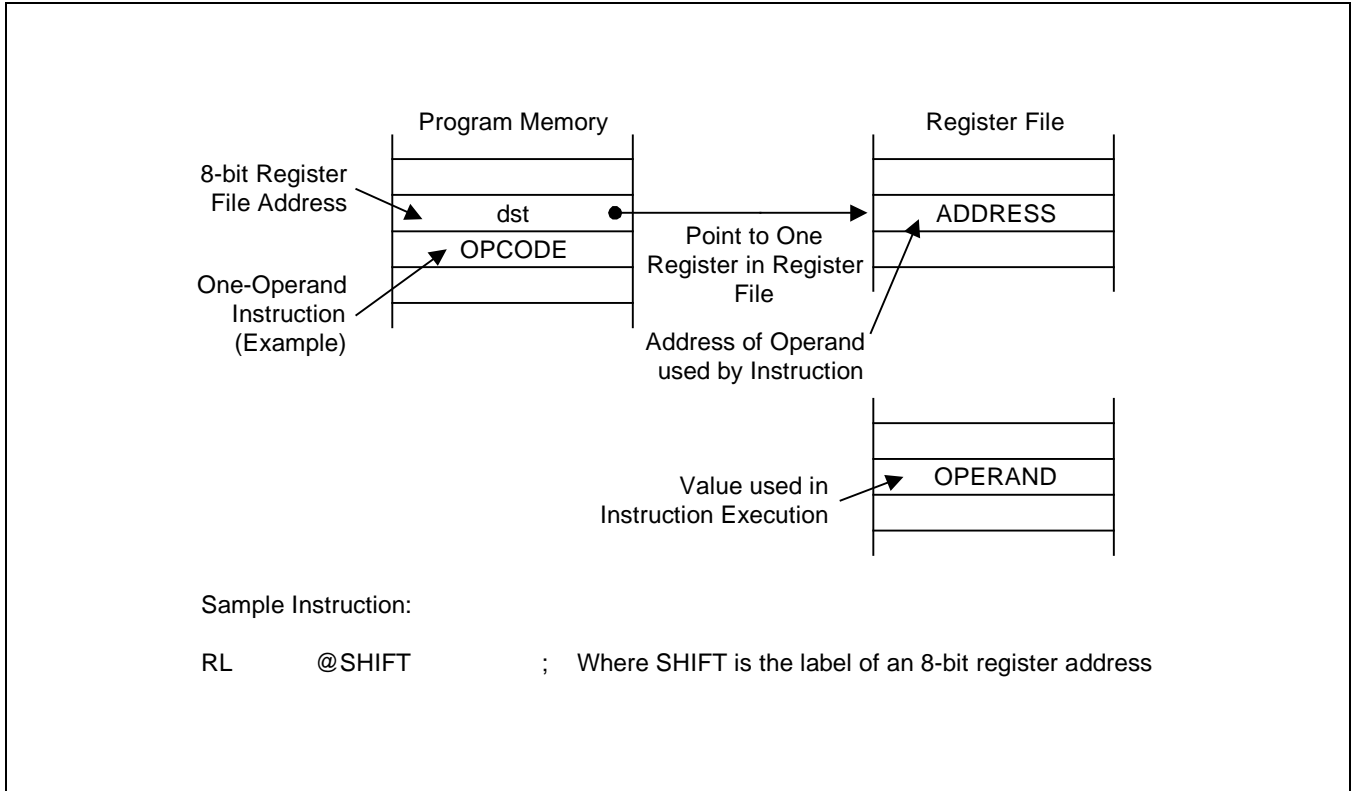 Program Memory
Register File
8-bit Register
File Address
dst
ADDRESS
OPCODE
Point to One
Register in Register
File
One-Operand
Instruction
(Example)
Address of Operand
used by Instruction
OPERAND
Value used in
Instruction Execution
Sample Instruction:
RL @SHIFT ; Where SHIFT is the label of an 8-bit register address